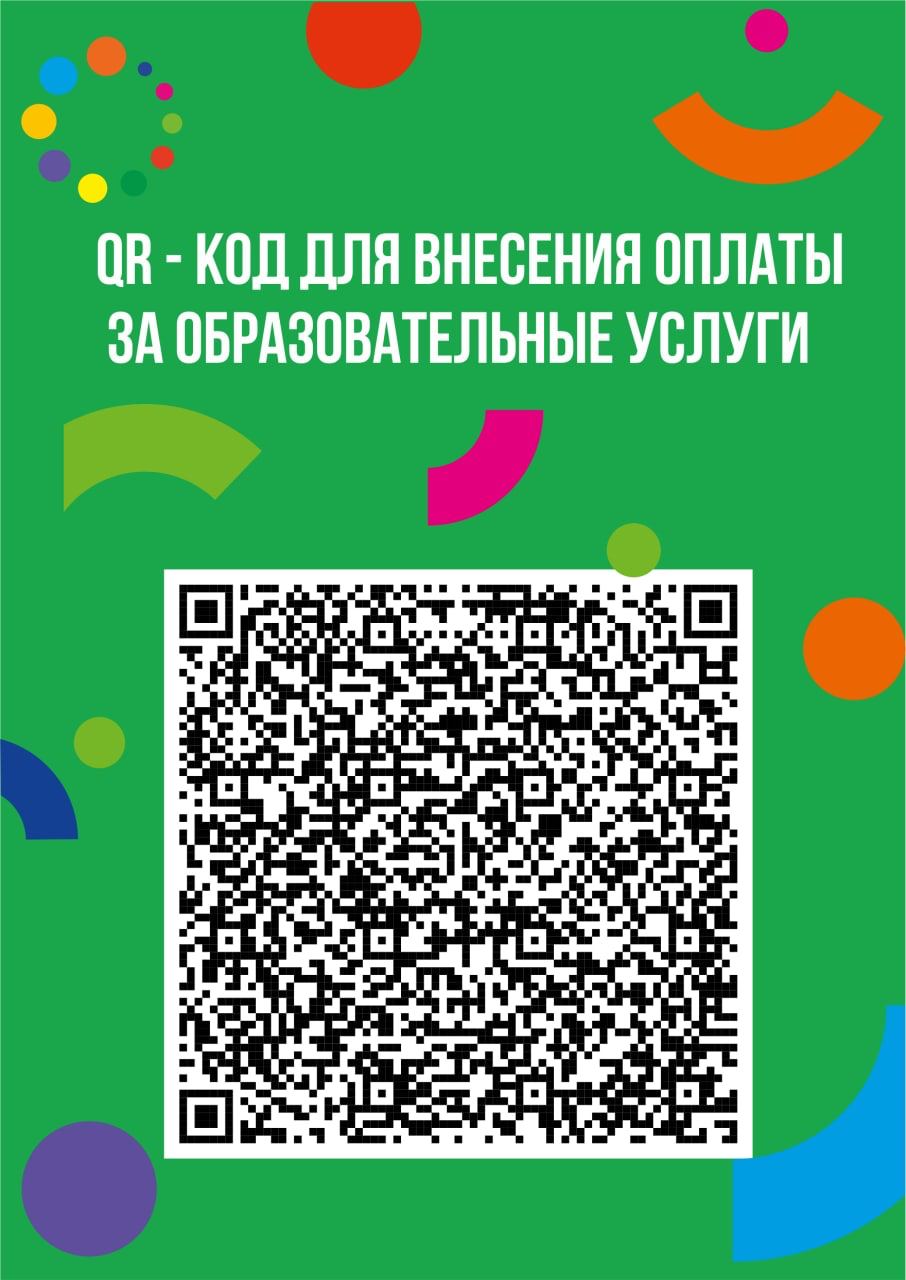 QR - КОД ДЛЯ ВНЕСЕНИЯ ОПЛАТЫ
ЗА ОБРАЗОВАТЕЛЬНЫЕ УСЛУГИ